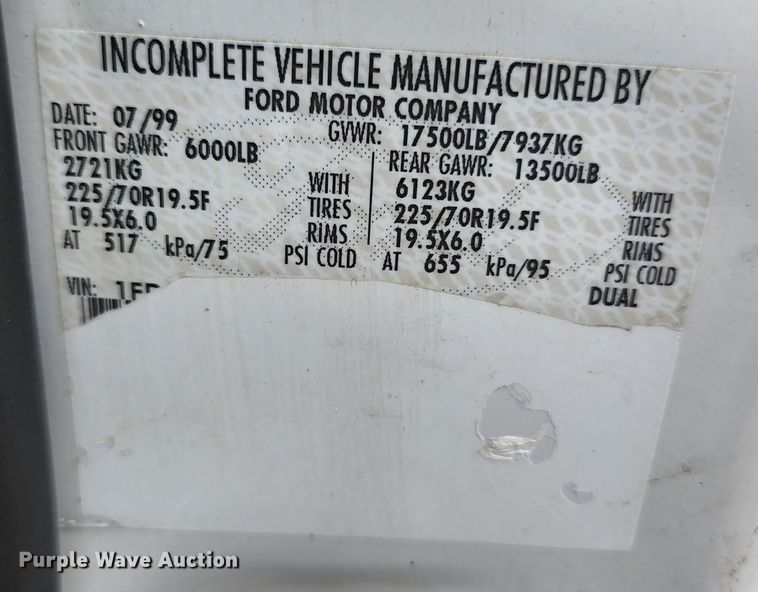 INCOMPLETE VEHICLE MANUFACTURED BY
FORD MOTOR COMPANY
DATE: 07/99 GVWR: 17500LB/7937KG
FRONT GAWR: 6000LB REAR GAWR: 13500LB
2721KG WITH 6123KG WITH
225/70R19.5F TIRES 225/70R19.5F TIRES
19.5X6.0 RIMS 19.5X6.0 RIMS
AT 517 kPa/75 PSI COLD AT 655 kPa/95 PSI COLD
DUAL
VIN:
Purple Wave Auction